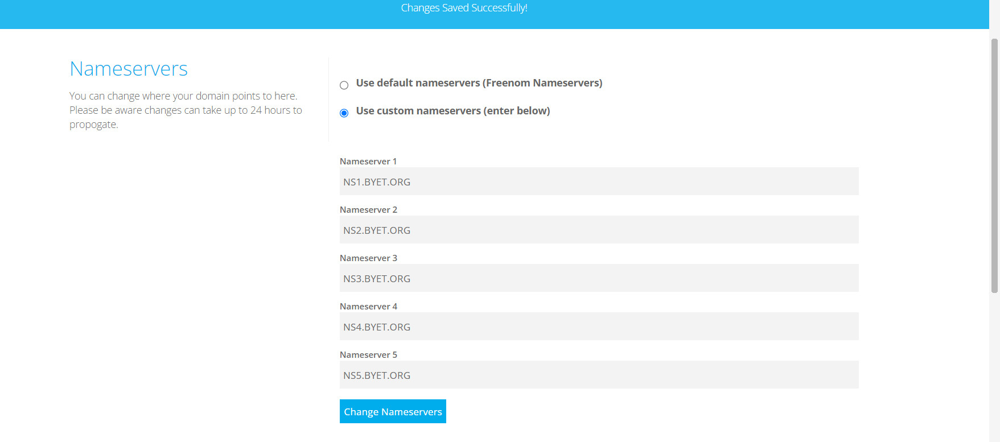 Changes Saved Successfully!
Nameservers
You can change where your domain points to here.
Please be aware changes can take up to 24 hours to
propogate.
Use default nameservers (Freenom Nameservers)
Use custom nameservers (enter below)
Nameserver 1
NS1.BYET.ORG
Nameserver 2
NS2.BYET.ORG
Nameserver 3
NS3.BYET.ORG
Nameserver 4
NS4.BYET.ORG
Nameserver 5
NS5.BYET.ORG
Change Nameservers